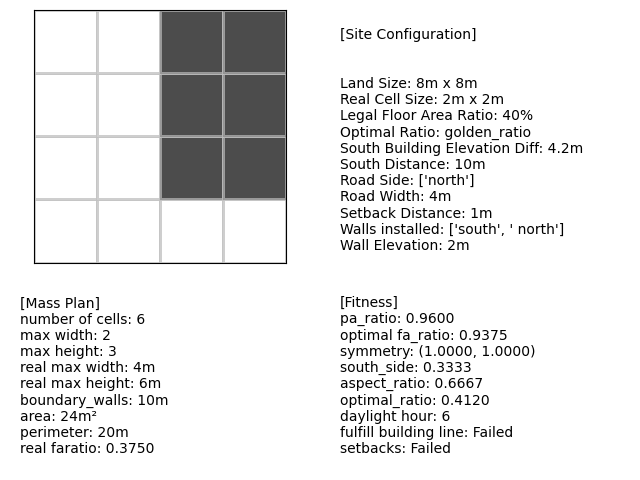 [Site Configuration]
Land Size: 8m x 8m
Real Cell Size: 2m x 2m
Legal Floor Area Ratio: 40%
Optimal Ratio: golden_ratio
South Building Elevation Diff: 4.2m
South Distance: 10m
Road Side: ['north']
Road Width: 4m
Setback Distance: 1m
Walls installed: ['south', ' north']
Wall Elevation: 2m
[Mass Plan]
number of cells: 6
max width: 2
max height: 3
real max width: 4m
real max height: 6m
boundary_walls: 10m
area: 24m²
perimeter: 20m
real faratio: 0.3750
[Fitness]
pa_ratio: 0.9600
optimal fa_ratio: 0.9375
symmetry: (1.0000, 1.0000)
south_side: 0.3333
aspect_ratio: 0.6667
optimal_ratio: 0.4120
daylight hour: 6
fulfill building line: Failed
setbacks: Failed